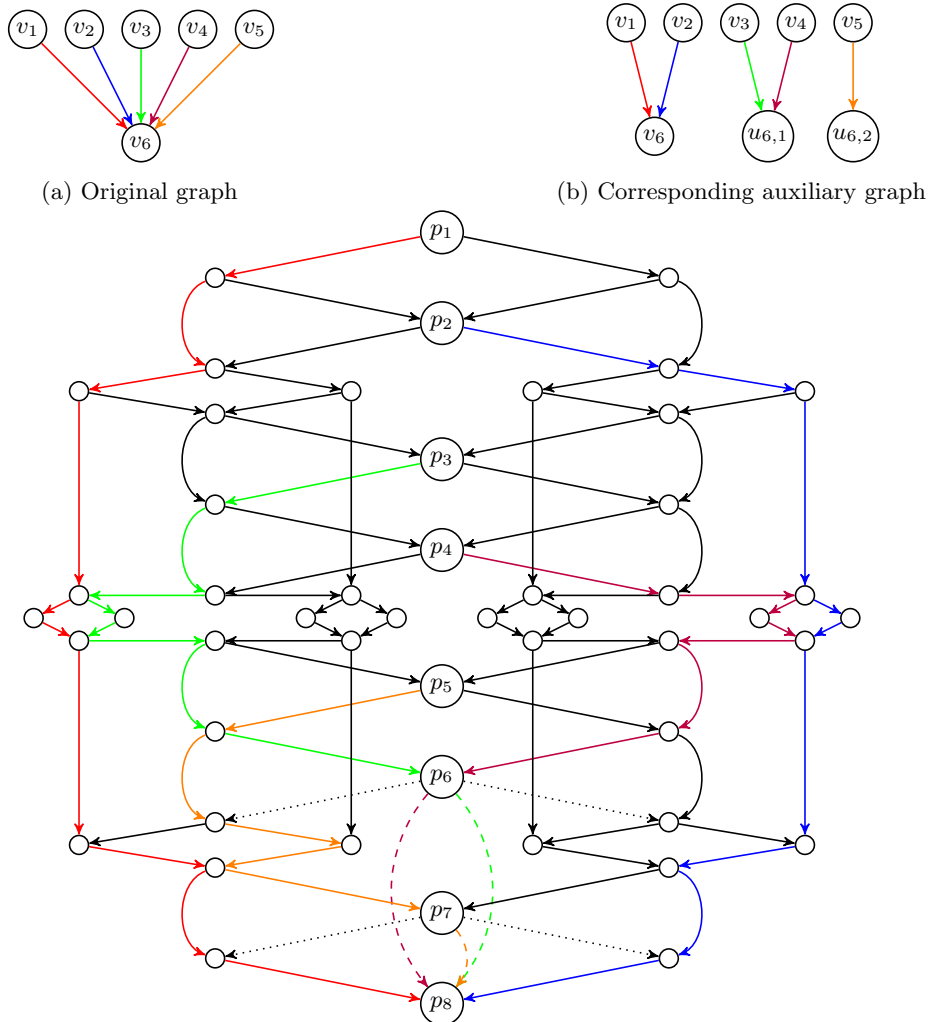 v1 v2 v3 v4 v5
v6
(a) Original graph
v1 v2 v3 v4 v5
v6 u6,1 u6,2
(b) Corresponding auxiliary graph
p1
p2
p3
p4
p5
p6
p7
p8